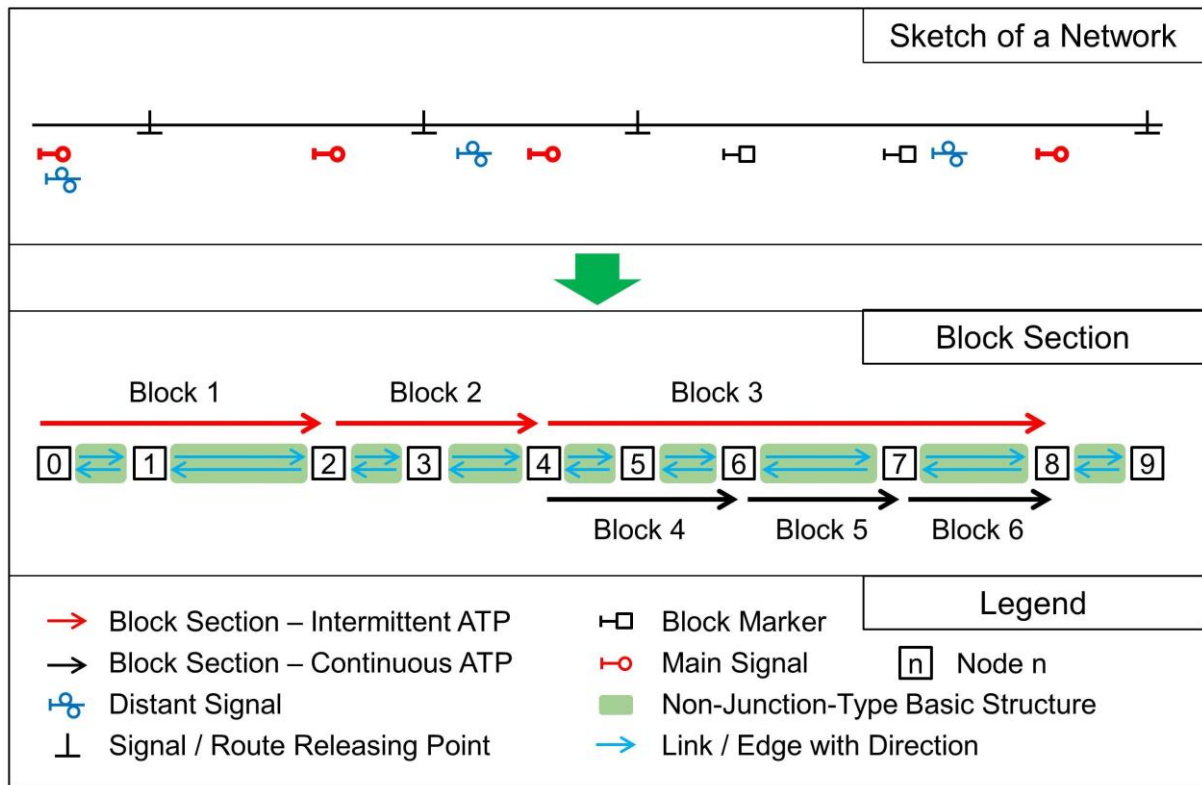 Sketch of a Network
Block Section
Block 1 Block 2 Block 3
0 1 2 3 4 5 6 7 8 9
Block 4 Block 5 Block 6
Legend
Block Section – Intermittent ATP
Block Section – Continuous ATP
Distant Signal
Signal / Route Releasing Point
Block Marker
Main Signal
n Node n
Non-Junction-Type Basic Structure
Link / Edge with Direction